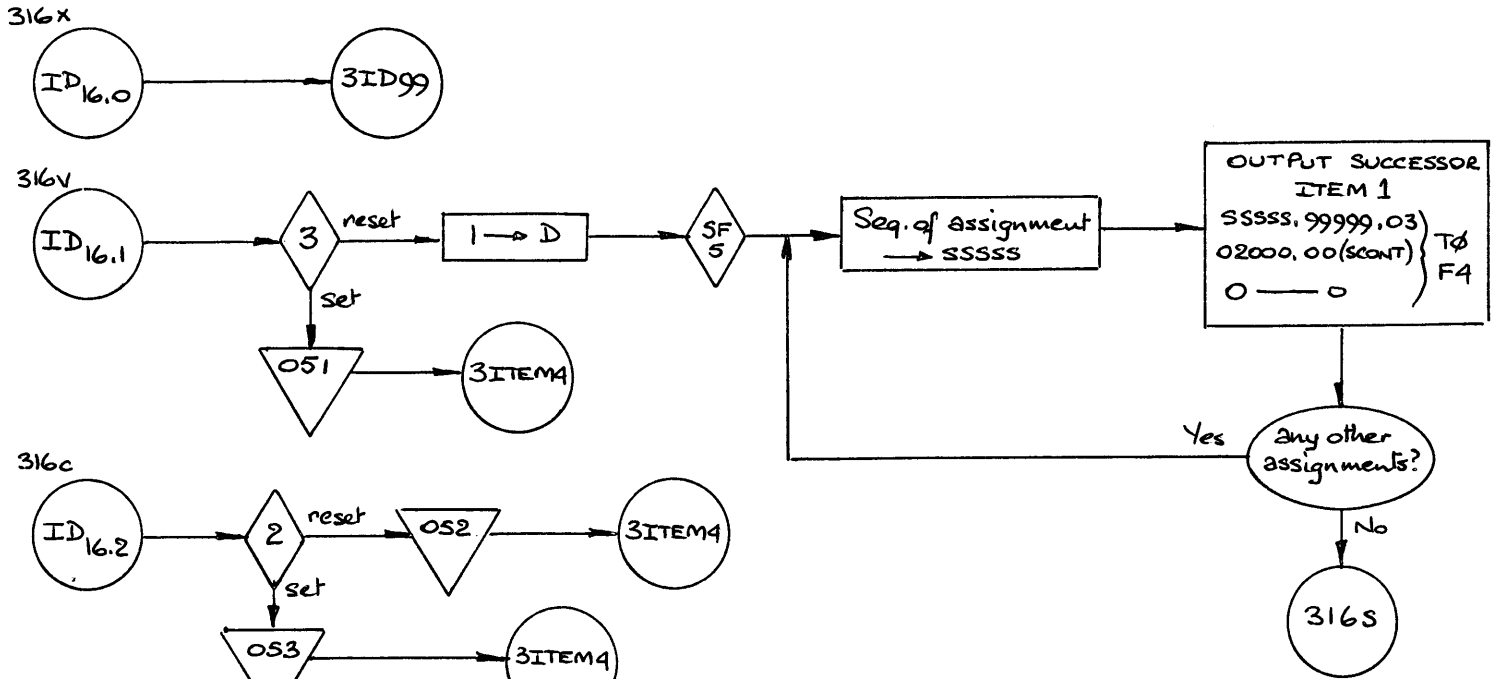 316x
ID16.0
3ID99
316v
ID16.1
3
reset
1 → D
SF
5
Seq. of assignment
→ SSSSS
OUTPUT SUCCESSOR
ITEM 1
SSSSS.99999.03
02000.00(SCONT)
0 — 0
TØ
F4
set
051
3ITEM4
Yes
any other
assignments?
No
316s
316c
ID16.2
2
reset
052
3ITEM4
set
053
3ITEM4